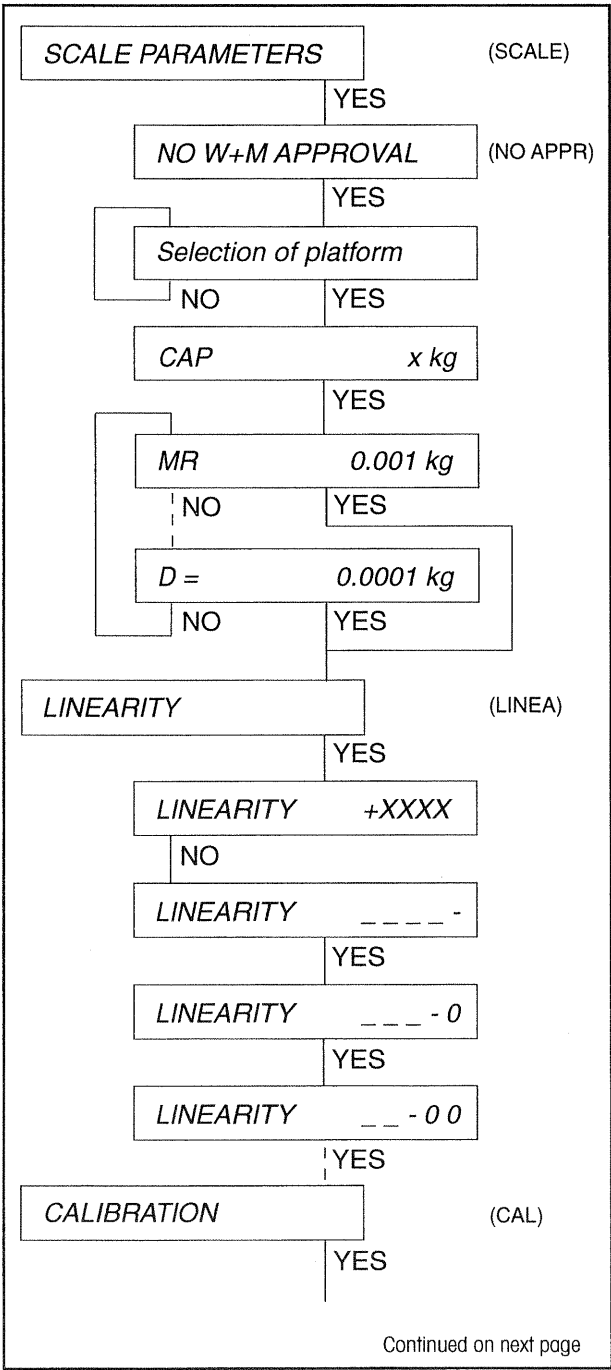 SCALE PARAMETERS (SCALE)
YES
NO W+M APPROVAL (NO APPR)
YES
Selection of platform
NO YES
CAP x kg
YES
MR 0.001 kg
NO YES
D = 0.0001 kg
NO YES
LINEARITY (LINEA)
YES
LINEARITY +XXXX
NO
LINEARITY _ _ _ _ -
YES
LINEARITY _ _ _ - 0
YES
LINEARITY _ _ - 0 0
YES
CALIBRATION (CAL)
YES
Continued on next page